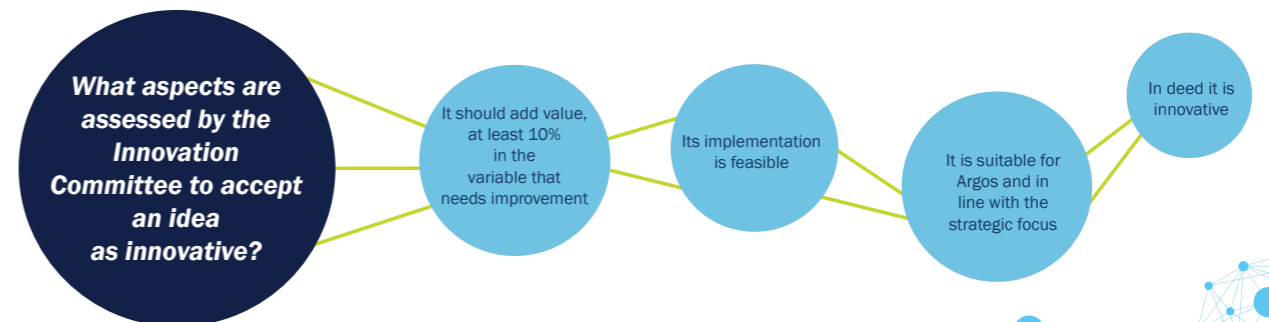 What aspects are
assessed by the
Innovation
Committee to accept
an idea
as innovative?
It should add value,
at least 10%
in the
variable that
needs improvement
Its implementation
is feasible
It is suitable for
Argos and in
line with the
strategic focus
In deed it is
innovative